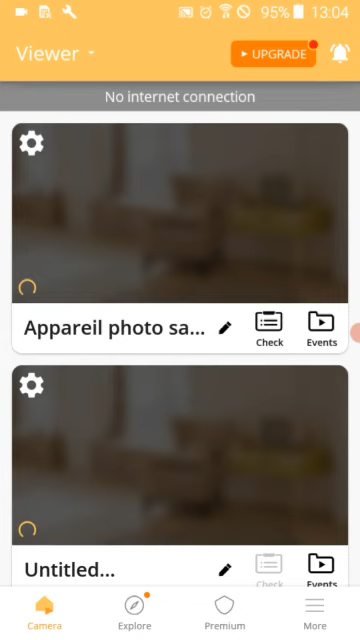 95% 13:04
Viewer
UPGRADE
No internet connection
Appareil photo sa...
Check
Events
Untitled...
Check
Events
Camera
Explore
Premium
More